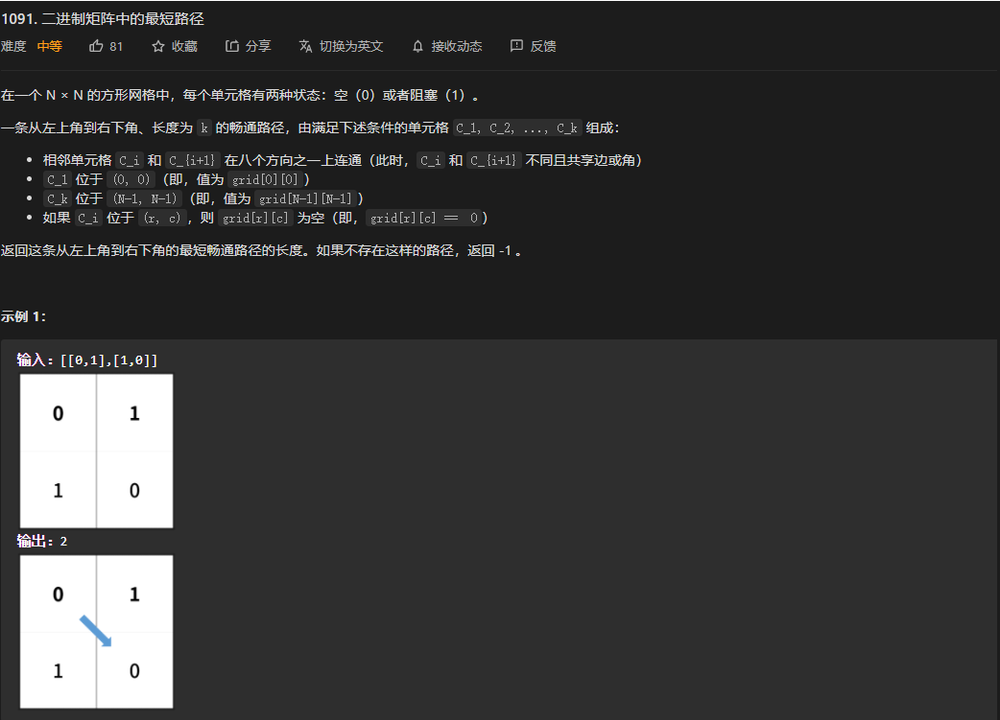 1091. 二进制矩阵中的最短路径
难度 中等 81 收藏 分享 切换为英文 接收动态 反馈
在一个 N × N 的方形网格中，每个单元格有两种状态：空（0）或者阻塞（1）。
一条从左上角到右下角、长度为 k 的畅通路径，由满足下述条件的单元格 C_1, C_2, ..., C_k 组成：
• 相邻单元格 C_i 和 C_{i+1} 在八个方向之一上连通（此时，C_i 和 C_{i+1} 不同且共享边或角）
• C_1 位于 (0, 0)（即，值为 grid[0][0]）
• C_k 位于 (N-1, N-1)（即，值为 grid[N-1][N-1]）
• 如果 C_i 位于 (r, c)，则 grid[r][c] 为空（即，grid[r][c] == 0）
返回这条从左上角到右下角的最短畅通路径的长度。如果不存在这样的路径，返回 -1 。
示例 1：
输入：[[0,1],[1,0]]
0 1
1 0
输出：2
0 1
1 0